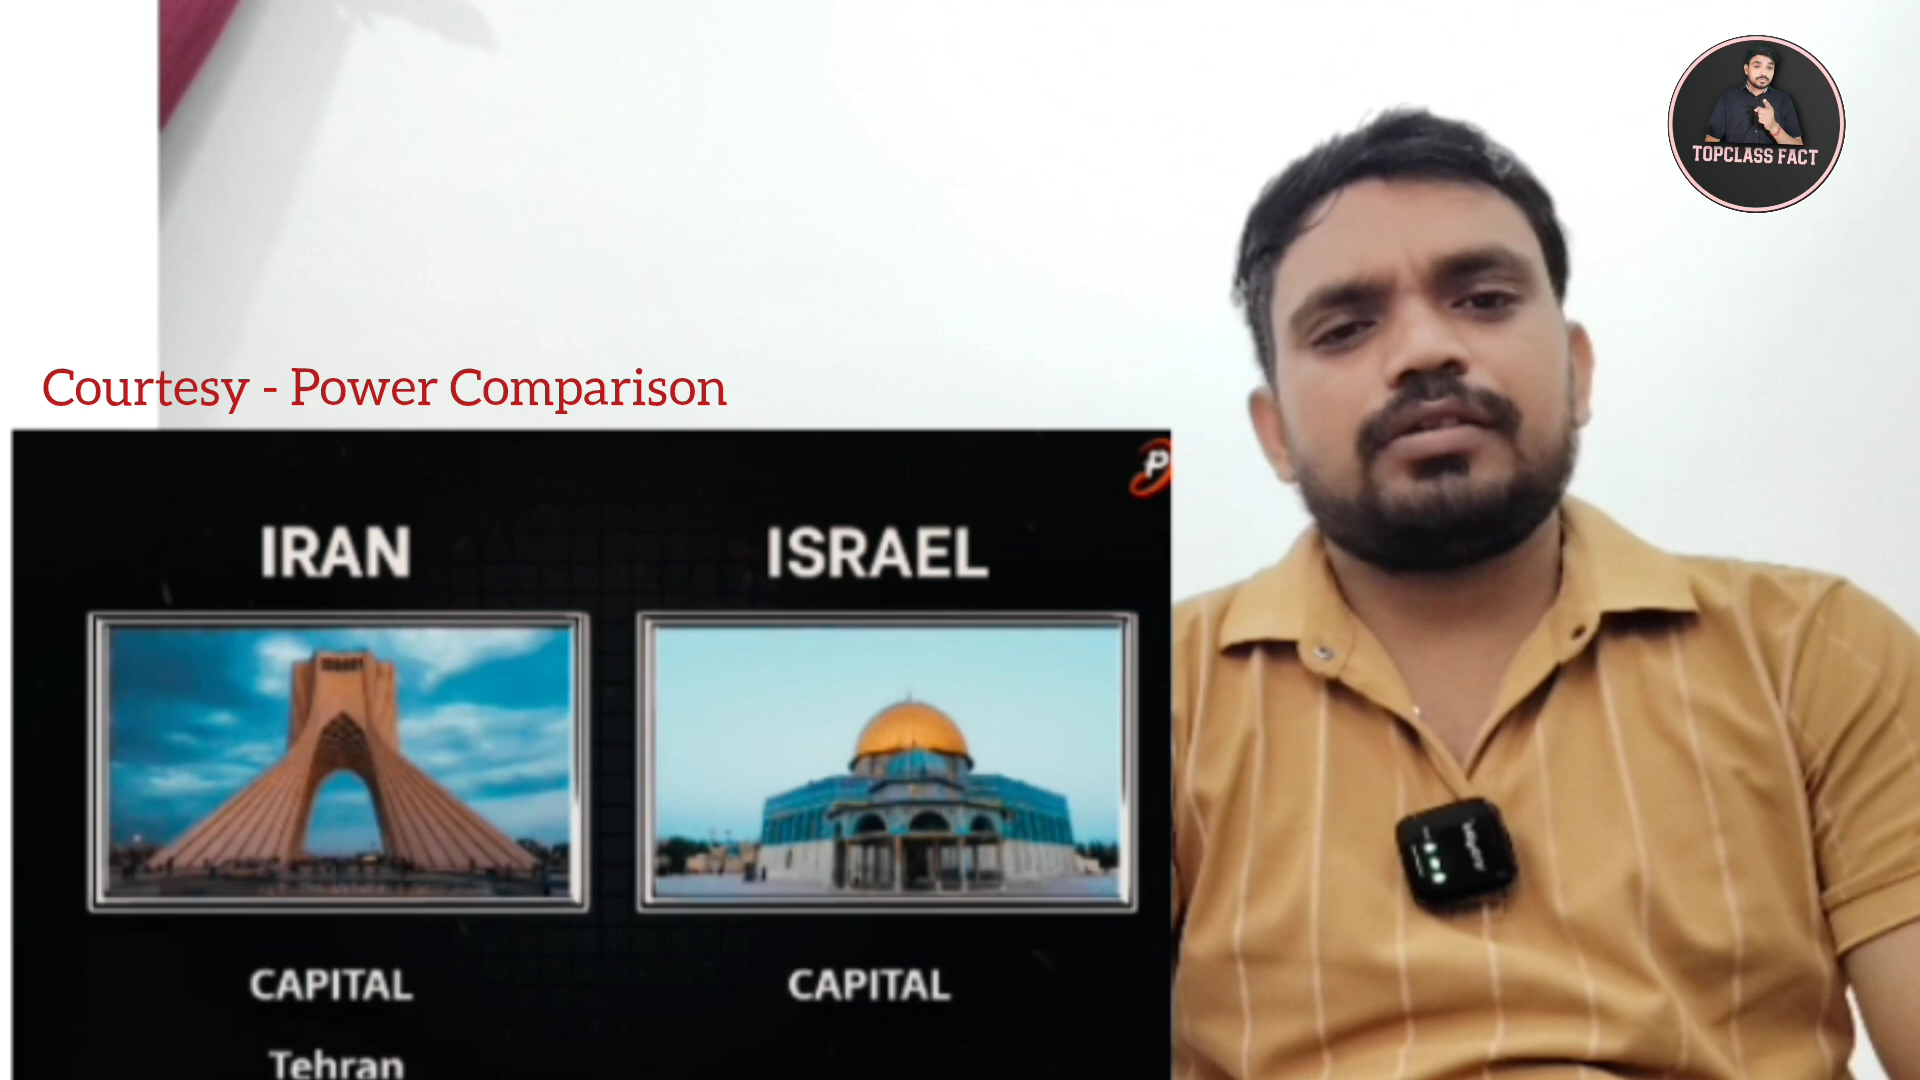 TOPCLASS FACT
Courtesy - Power Comparison
P
IRAN
ISRAEL
CAPITAL
CAPITAL
Tehran